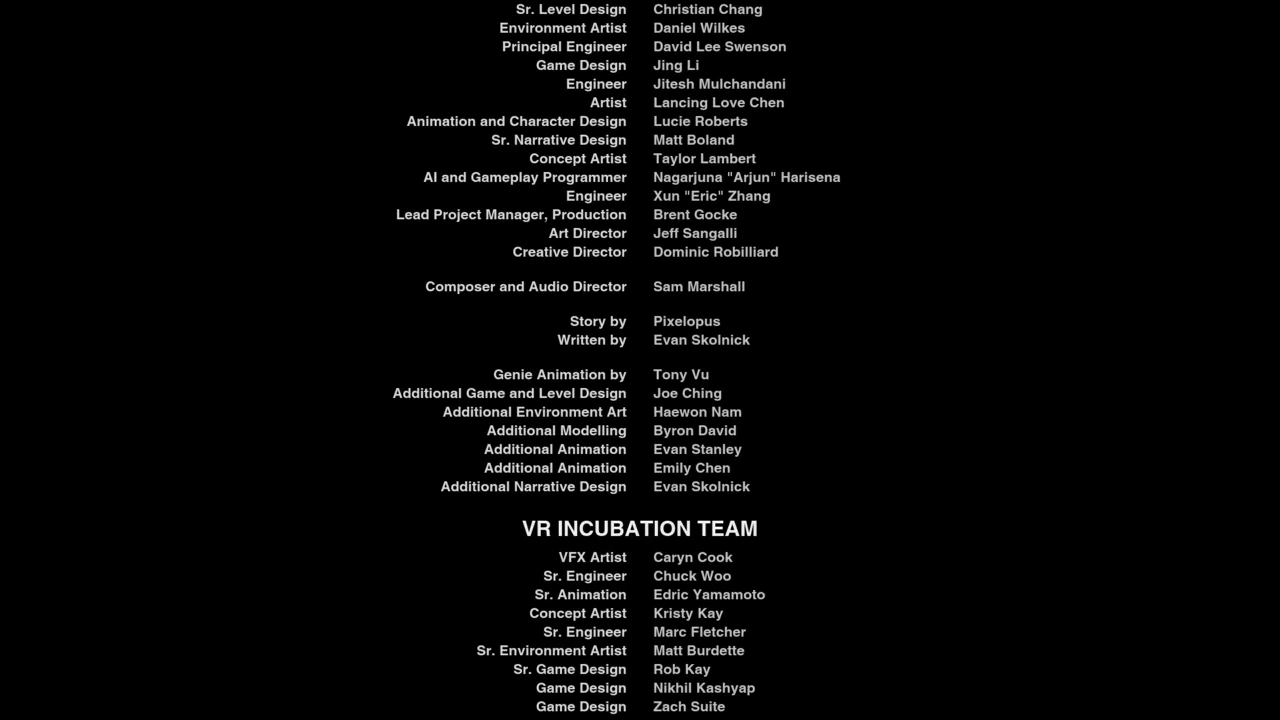 Sr. Level Design Christian Chang
Environment Artist Daniel Wilkes
Principal Engineer David Lee Swenson
Game Design Jing Li
Engineer Jitesh Mulchandani
Artist Lancing Love Chen
Animation and Character Design Lucie Roberts
Sr. Narrative Design Matt Boland
Concept Artist Taylor Lambert
AI and Gameplay Programmer Nagarjuna "Arjun" Harisena
Engineer Xun "Eric" Zhang
Lead Project Manager, Production Brent Gocke
Art Director Jeff Sangalli
Creative Director Dominic Robilliard
Composer and Audio Director Sam Marshall
Story by Pixelopus
Written by Evan Skolnick
Genie Animation by Tony Vu
Additional Game and Level Design Joe Ching
Additional Environment Art Haewon Nam
Additional Modelling Byron David
Additional Animation Evan Stanley
Additional Animation Emily Chen
Additional Narrative Design Evan Skolnick
VR INCUBATION TEAM
VFX Artist Caryn Cook
Sr. Engineer Chuck Woo
Sr. Animation Edric Yamamoto
Concept Artist Kristy Kay
Sr. Engineer Marc Fletcher
Sr. Environment Artist Matt Burdette
Sr. Game Design Rob Kay
Game Design Nikhil Kashyap
Game Design Zach Suite